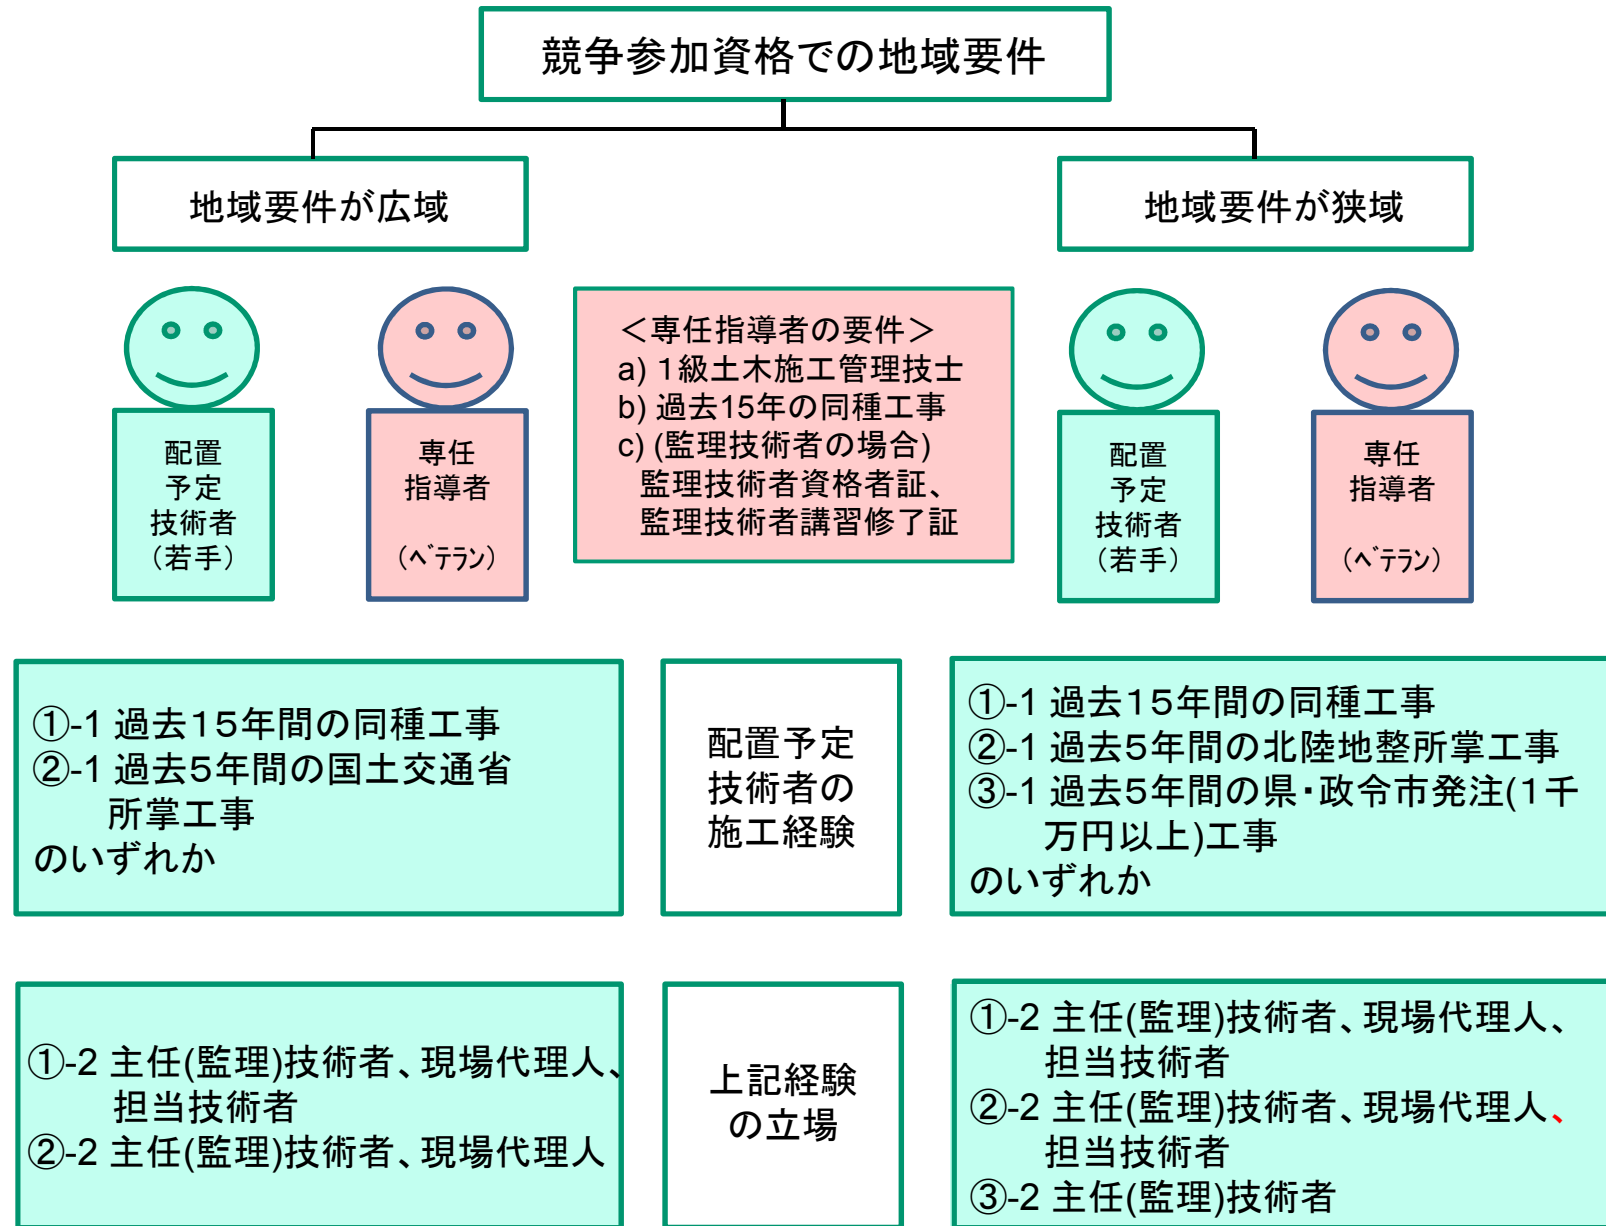 競争参加資格での地域要件
地域要件が広域
地域要件が狭域
配置
予定
技術者
（若手）
専任
指導者
（ﾍﾞﾃﾗﾝ）
＜専任指導者の要件＞
a) １級土木施工管理技士
b) 過去15年の同種工事
c) (監理技術者の場合)
監理技術者資格者証、
監理技術者講習修了証
配置
予定
技術者
（若手）
専任
指導者
（ﾍﾞﾃﾗﾝ）
①-1 過去１５年間の同種工事
②-1 過去５年間の国土交通省
所掌工事
のいずれか
配置予定
技術者の
施工経験
①-1 過去１５年間の同種工事
②-1 過去５年間の北陸地整所掌工事
③-1 過去５年間の県・政令市発注(１千
万円以上)工事
のいずれか
①-2 主任(監理)技術者、現場代理人、
担当技術者
②-2 主任(監理)技術者、現場代理人
上記経験
の立場
①-2 主任(監理)技術者、現場代理人、
担当技術者
②-2 主任(監理)技術者、現場代理人、
担当技術者
③-2 主任(監理)技術者